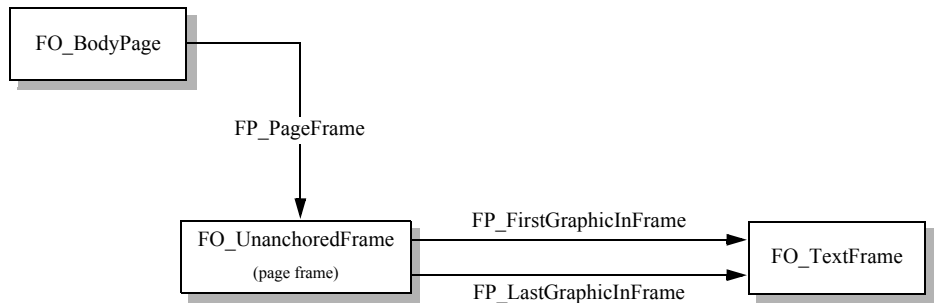 FO_BodyPage
FP_PageFrame
FP_FirstGraphicInFrame
FO_UnanchoredFrame
(page frame)
FO_TextFrame
FP_LastGraphicInFrame